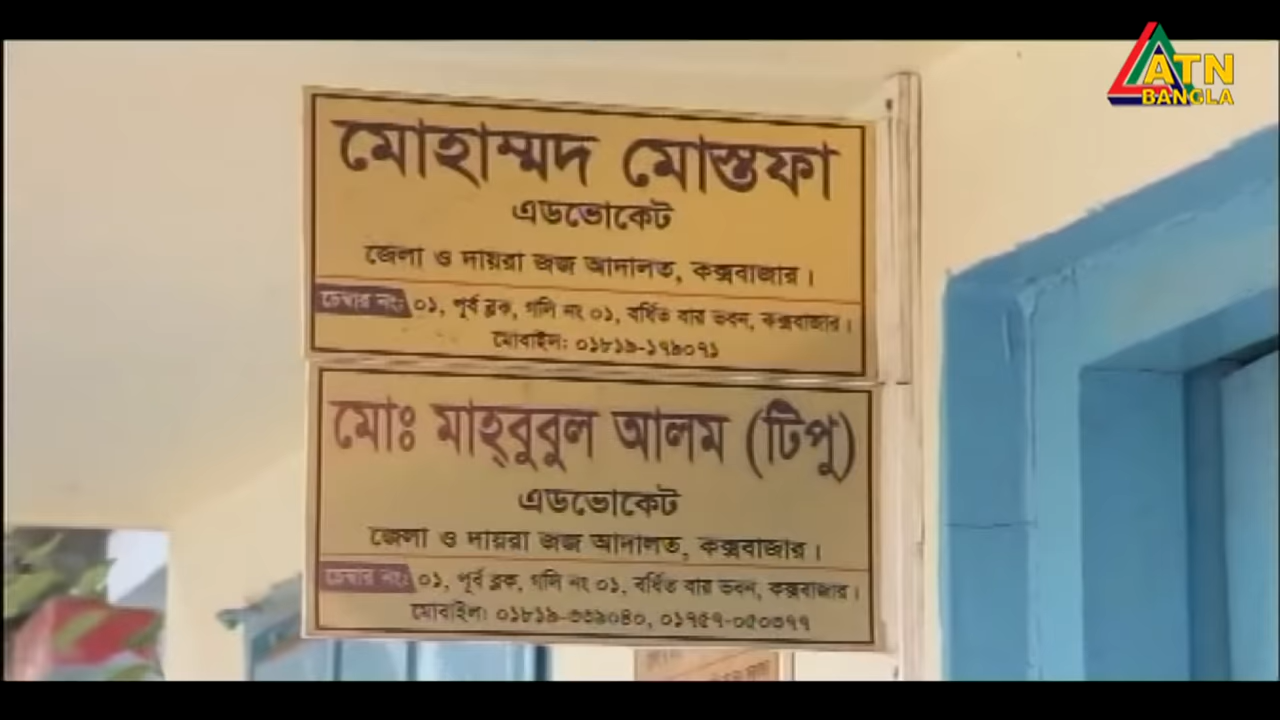 ATN
BANGLA
মোহাম্মদ মোস্তফা
এডভোকেট
জেলা ও দায়রা জজ আদালত, কক্সবাজার।
চেম্বার নং: ০১, পূর্ব ব্লক, গলি নং ০১, বর্ধিত বার ভবন, কক্সবাজার।
মোবাইল: ০১৮১৯-১৭৯০৭১
মোঃ মাহ্বুবুল আলম (টিপু)
এডভোকেট
জেলা ও দায়রা জজ আদালত, কক্সবাজার।
চেম্বার নং: ০১, পূর্ব ব্লক, গলি নং ০১, বর্ধিত বার ভবন, কক্সবাজার।
মোবাইল: ০১৮১৯-৩৩৯০৪০, ০১৭৫৭-০৫০৩৭৭